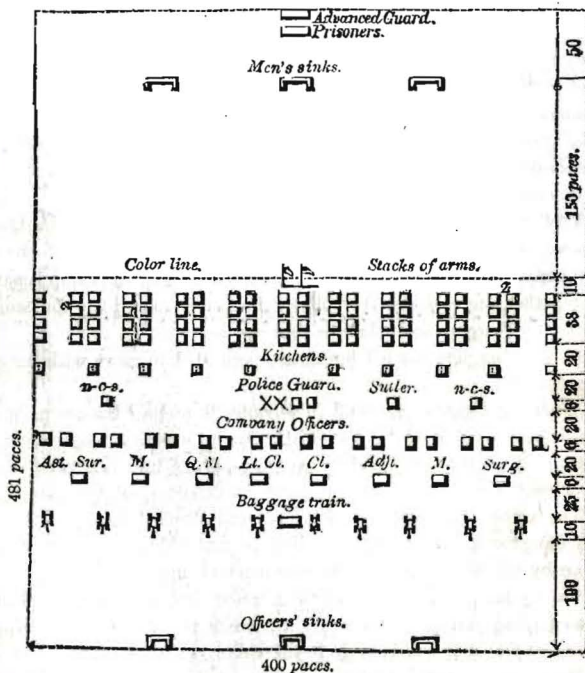 Advanced Guard.
Prisoners.
Men's sinks.
50
150 paces.
Color line. Stacks of arms.
10
38
Kitchens.
20
n-c-s. Police Guard. Sutler. n-c-s.
20
Company Officers.
20
6
Ast. Sur. M. Q. M. Lt. Cl. Cl. Adjt. M. Surg.
20
481 paces.
Baggage train.
25
10
100
Officers' sinks.
400 paces.